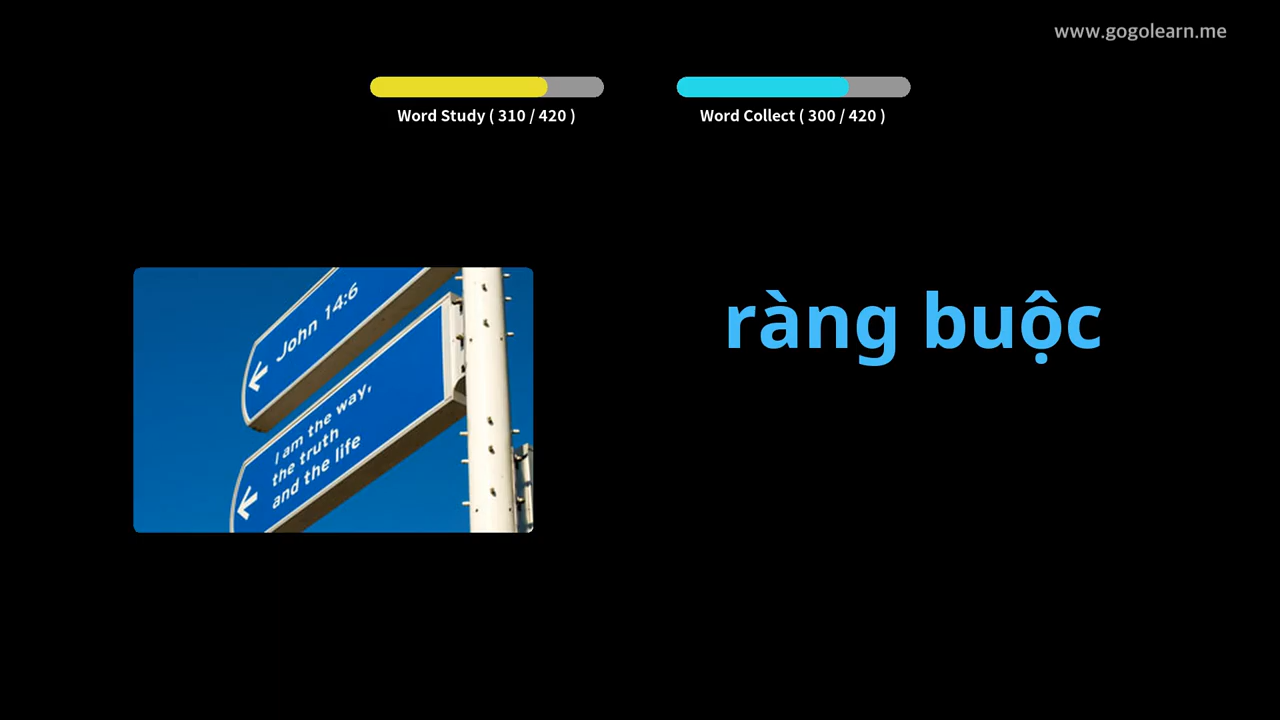 www.gogolearn.me
Word Study ( 310 / 420 )
Word Collect ( 300 / 420 )
John 14:6
I am the way,
the truth
and the life
ràng buộc